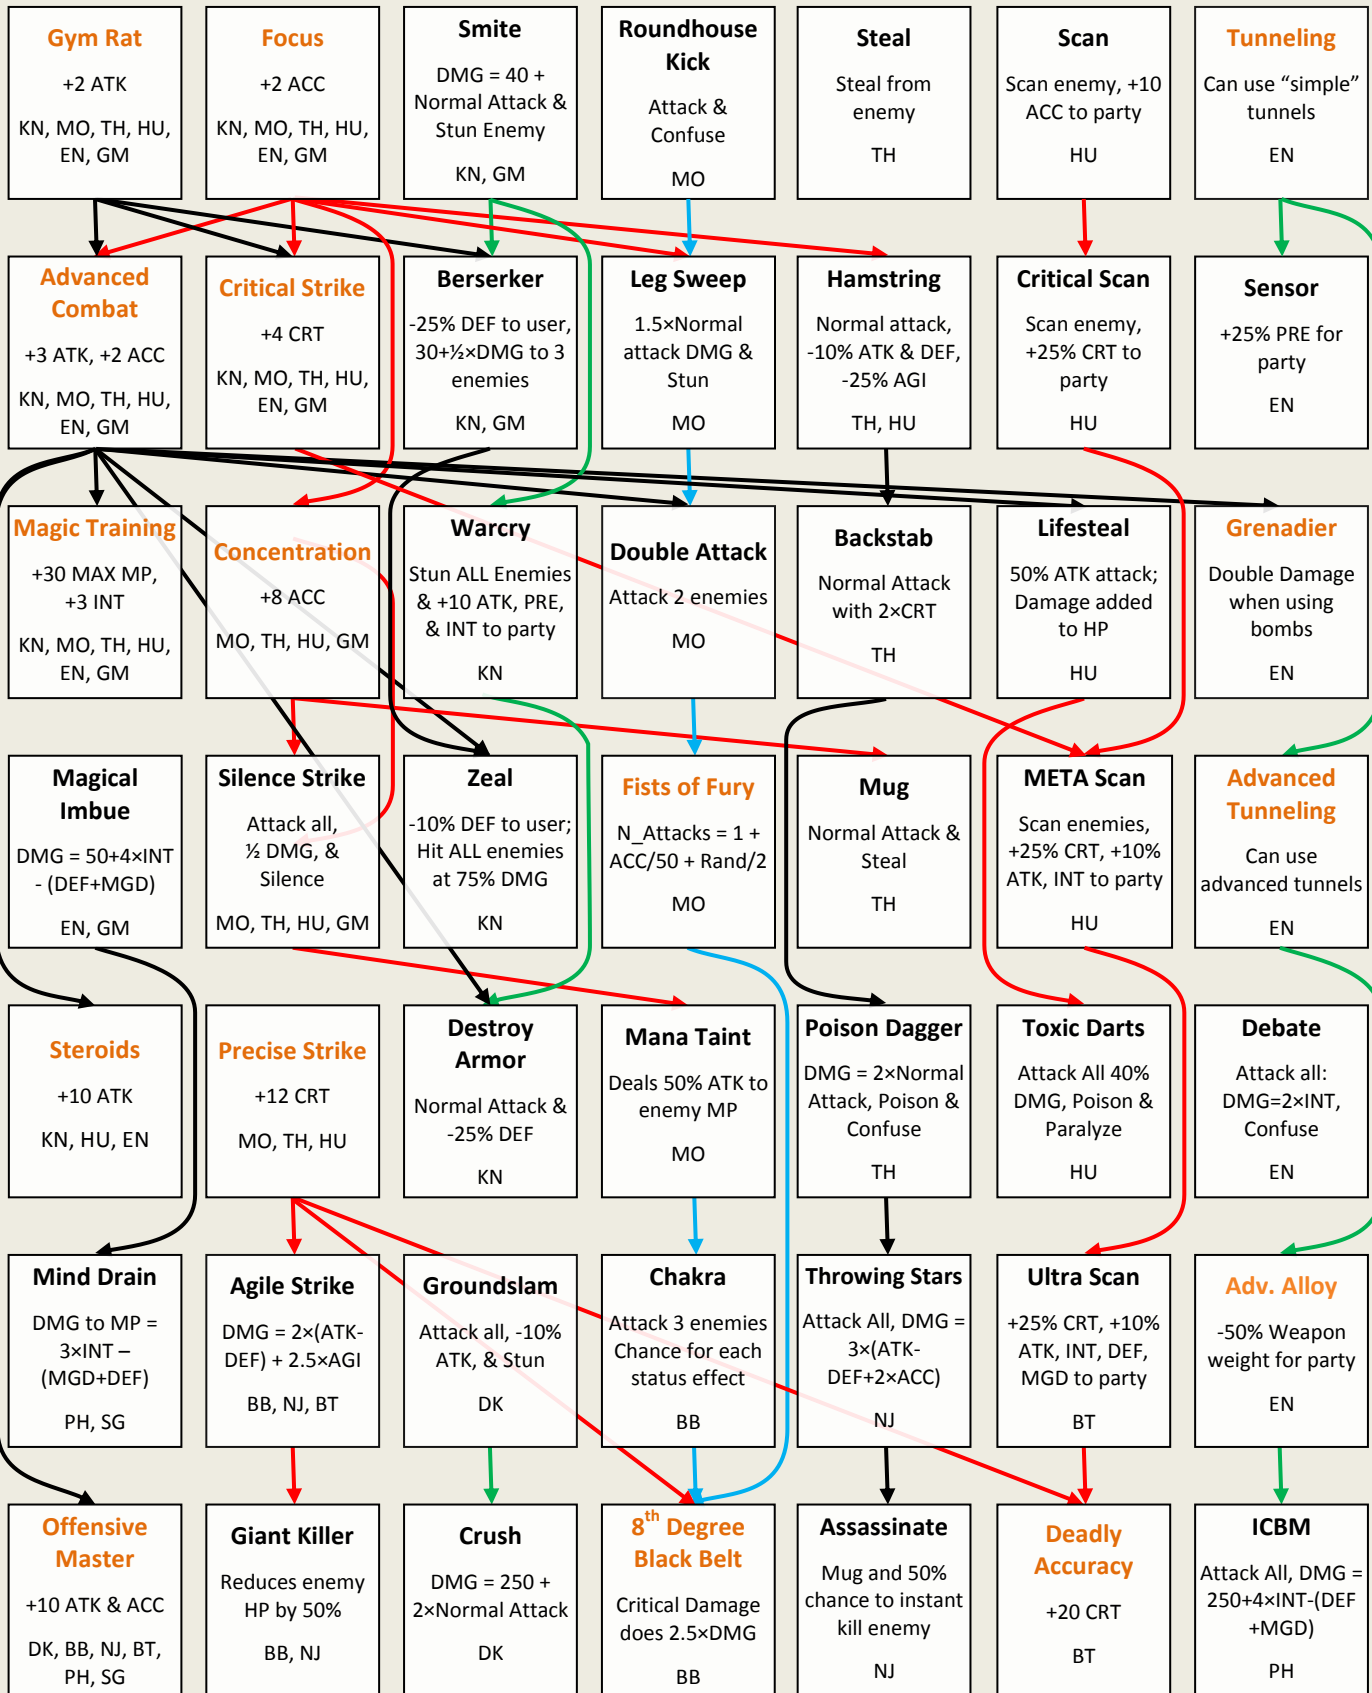 Gym Rat
+2 ATK
KN, MO, TH, HU,
EN, GM
Focus
+2 ACC
KN, MO, TH, HU,
EN, GM
Smite
DMG = 40 +
Normal Attack &
Stun Enemy
KN, GM
Roundhouse
Kick
Attack &
Confuse
MO
Steal
Steal from
enemy
TH
Scan
Scan enemy, +10
ACC to party
HU
Tunneling
Can use “simple”
tunnels
EN
Advanced
Combat
+3 ATK, +2 ACC
KN, MO, TH, HU,
EN, GM
Critical Strike
+4 CRT
KN, MO, TH, HU,
EN, GM
Berserker
-25% DEF to user,
30+½×DMG to 3
enemies
KN, GM
Leg Sweep
1.5×Normal
attack DMG &
Stun
MO
Hamstring
Normal attack,
-10% ATK & DEF,
-25% AGI
TH, HU
Critical Scan
Scan enemy,
+25% CRT to
party
HU
Sensor
+25% PRE for
party
EN
Magic Training
+30 MAX MP,
+3 INT
KN, MO, TH, HU,
EN, GM
Concentration
+8 ACC
MO, TH, HU, GM
Warcry
Stun ALL Enemies
& +10 ATK, PRE,
& INT to party
KN
Double Attack
Attack 2 enemies
MO
Backstab
Normal Attack
with 2×CRT
TH
Lifesteal
50% ATK attack;
Damage added
to HP
HU
Grenadier
Double Damage
when using
bombs
EN
Magical
Imbue
DMG = 50+4×INT
- (DEF+MGD)
EN, GM
Silence Strike
Attack all,
½ DMG, &
Silence
MO, TH, HU, GM
Zeal
-10% DEF to user;
Hit ALL enemies
at 75% DMG
KN
Fists of Fury
N_Attacks = 1 +
ACC/50 + Rand/2
MO
Mug
Normal Attack &
Steal
TH
META Scan
Scan enemies,
+25% CRT, +10%
ATK, INT to party
HU
Advanced
Tunneling
Can use
advanced tunnels
EN
Steroids
+10 ATK
KN, HU, EN
Precise Strike
+12 CRT
MO, TH, HU
Destroy
Armor
Normal Attack &
-25% DEF
KN
Mana Taint
Deals 50% ATK to
enemy MP
MO
Poison Dagger
DMG = 2×Normal
Attack, Poison &
Confuse
TH
Toxic Darts
Attack All 40%
DMG, Poison &
Paralyze
HU
Debate
Attack all:
DMG=2×INT,
Confuse
EN
Mind Drain
DMG to MP =
3×INT –
(MGD+DEF)
PH, SG
Agile Strike
DMG = 2×(ATK-
DEF) + 2.5×AGI
BB, NJ, BT
Groundslam
Attack all, -10%
ATK, & Stun
DK
Chakra
Attack 3 enemies
Chance for each
status effect
BB
Throwing Stars
Attack All, DMG =
3×(ATK-
DEF+2×ACC)
NJ
Ultra Scan
+25% CRT, +10%
ATK, INT, DEF,
MGD to party
BT
Adv. Alloy
-50% Weapon
weight for party
EN
Offensive
Master
+10 ATK & ACC
DK, BB, NJ, BT,
PH, SG
Giant Killer
Reduces enemy
HP by 50%
BB, NJ
Crush
DMG = 250 +
2×Normal Attack
DK
8th Degree
Black Belt
Critical Damage
does 2.5×DMG
BB
Assassinate
Mug and 50%
chance to instant
kill enemy
NJ
Deadly
Accuracy
+20 CRT
BT
ICBM
Attack All, DMG =
250+4×INT-(DEF
+MGD)
PH